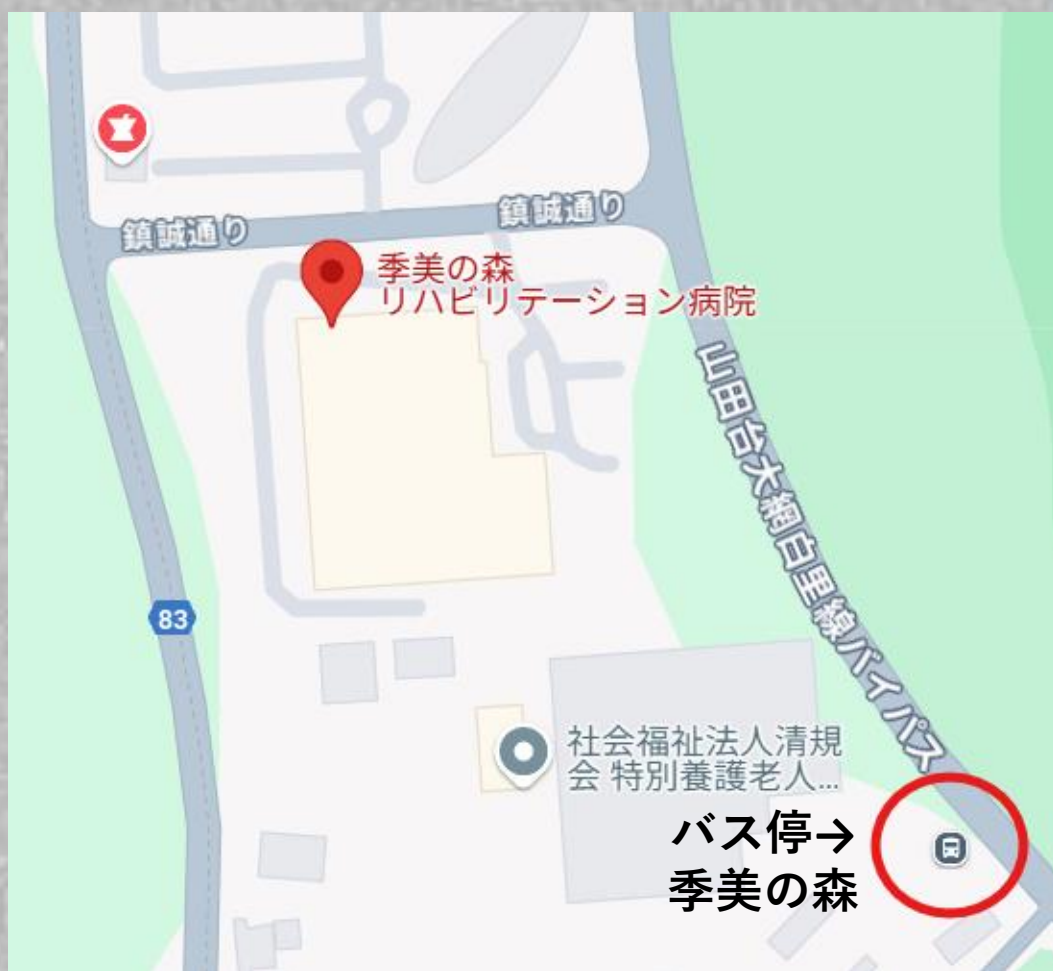 鎮誠通り
鎮誠通り
季美の森
リハビリテーション病院
山田台大網白里線バイパス
83
社会福祉法人清規
会 特別養護老人...
バス停→
季美の森